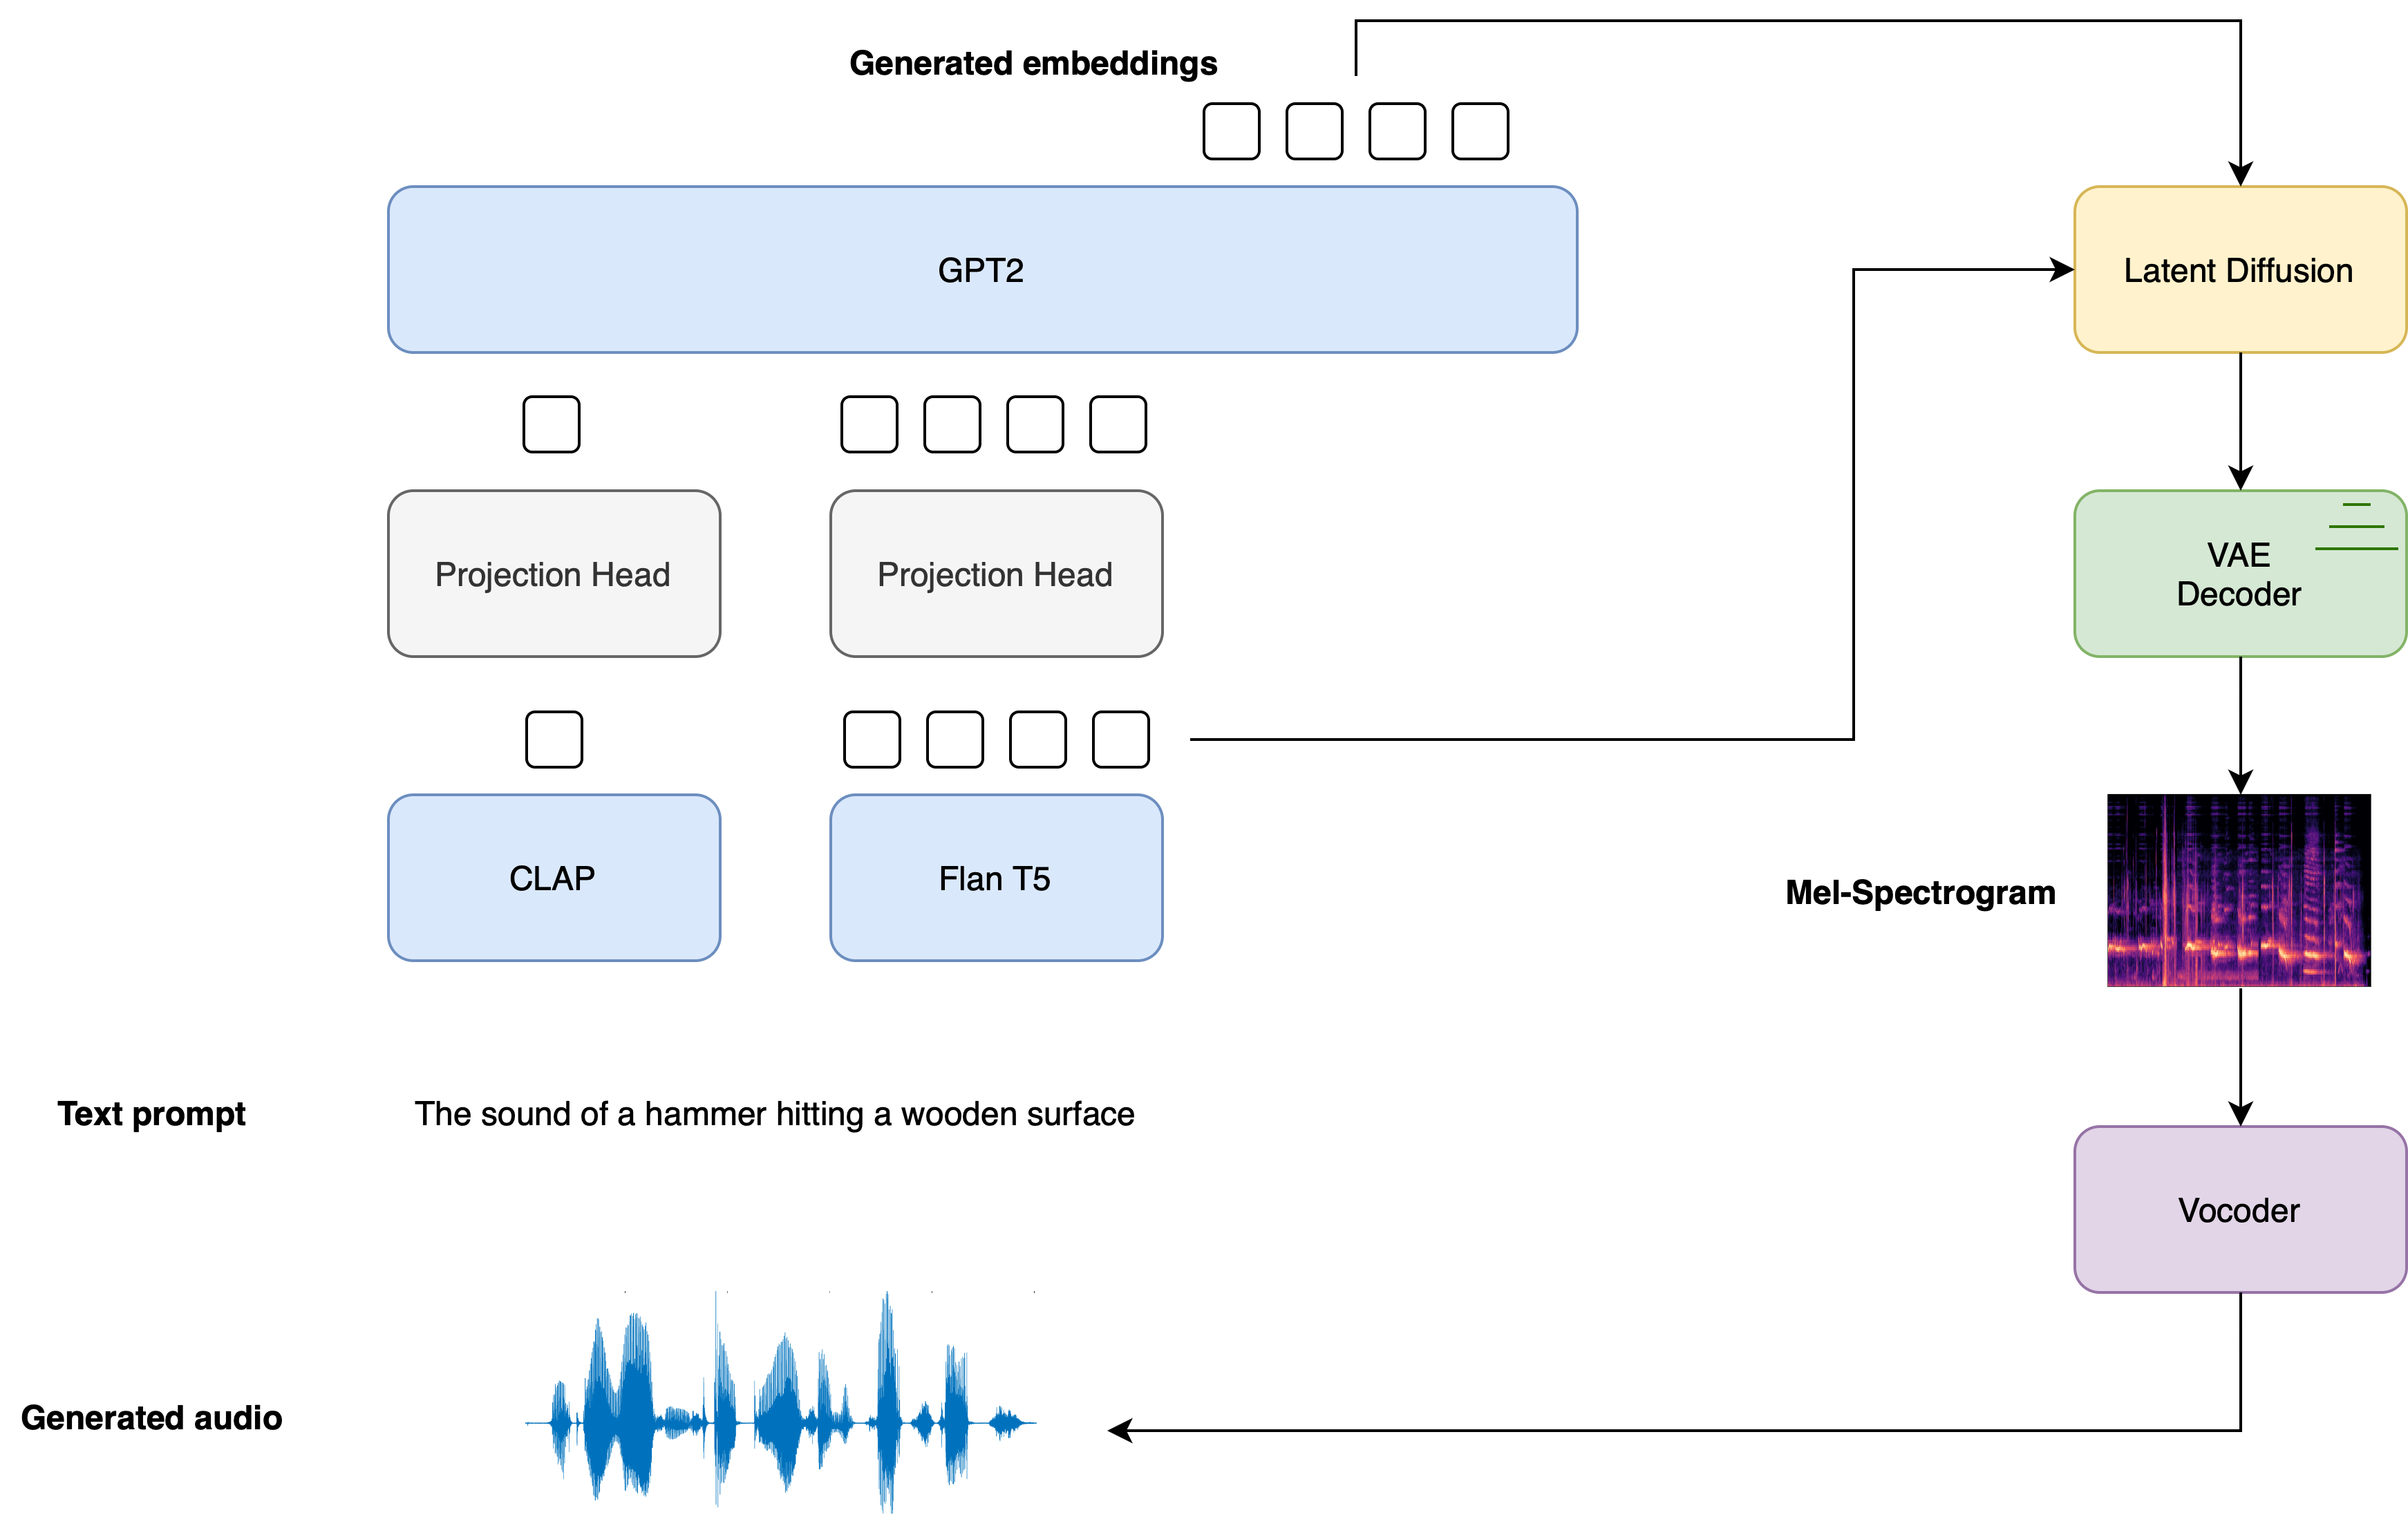 Generated embeddings
GPT2
Latent Diffusion
Projection Head
Projection Head
VAE
Decoder
CLAP
Flan T5
Mel-Spectrogram
Text prompt
The sound of a hammer hitting a wooden surface
Vocoder
Generated audio